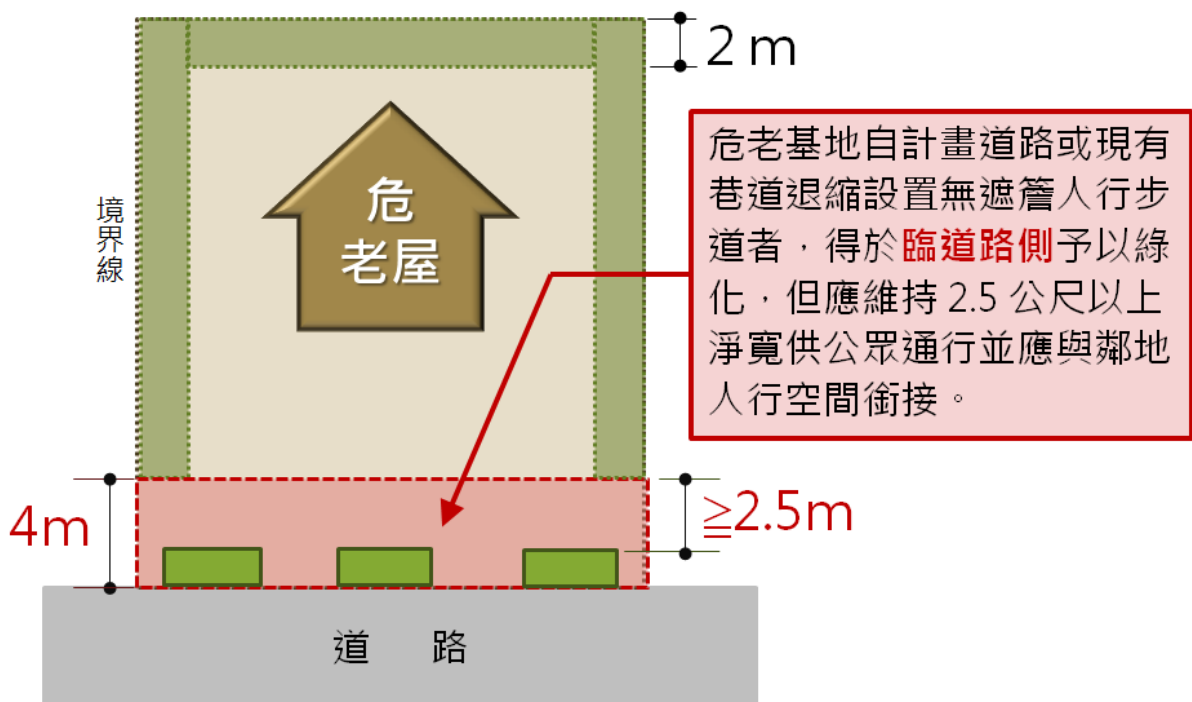 2 m
危老基地自計畫道路或現有
巷道退縮設置無遮簷人行步
道者，得於臨道路側予以綠
化，但應維持 2.5 公尺以上
淨寬供公眾通行並應與鄰地
人行空間銜接。
危
老屋
境界線
4m
≧2.5m
道 路